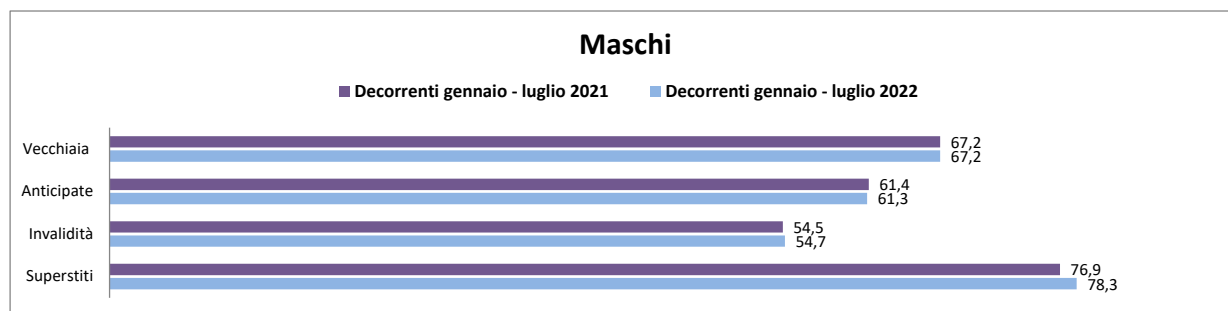 Maschi
Decorrenti gennaio - luglio 2021 Decorrenti gennaio - luglio 2022
Vecchiaia 67,2
67,2
Anticipate 61,4
61,3
Invalidità 54,5
54,7
Superstiti 76,9
78,3